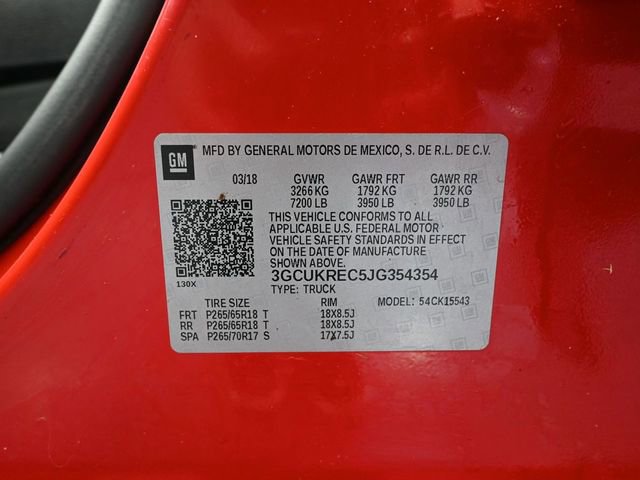 GM MFD BY GENERAL MOTORS DE MEXICO, S. DE R.L. DE C.V.
03/18 GVWR GAWR FRT GAWR RR
3266 KG 1792 KG 1792 KG
7200 LB 3950 LB 3950 LB
THIS VEHICLE CONFORMS TO ALL
APPLICABLE U.S. FEDERAL MOTOR
VEHICLE SAFETY STANDARDS IN EFFECT
ON THE DATE OF MANUFACTURE
SHOWN ABOVE.
3GCUKREC5JG354354
130X
TYPE: TRUCK
TIRE SIZE RIM MODEL: 54CK15543
FRT P265/65R18 T 18X8.5J
RR P265/65R18 T 18X8.5J
SPA P265/70R17 S 17X7.5J